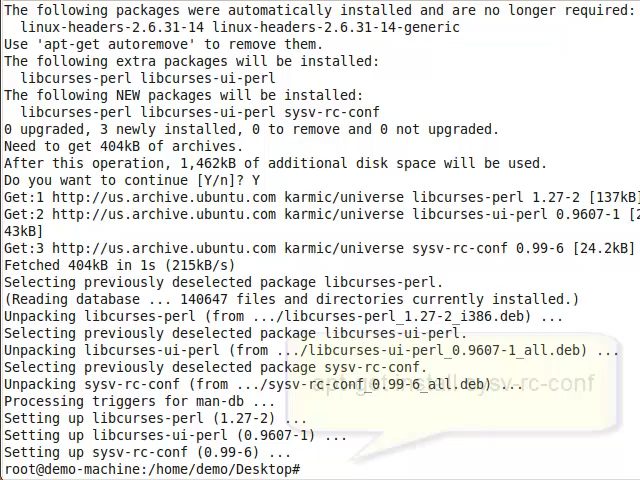 The following packages were automatically installed and are no longer required:
linux-headers-2.6.31-14 linux-headers-2.6.31-14-generic
Use 'apt-get autoremove' to remove them.
The following extra packages will be installed:
libcurses-perl libcurses-ui-perl
The following NEW packages will be installed:
libcurses-perl libcurses-ui-perl sysv-rc-conf
0 upgraded, 3 newly installed, 0 to remove and 0 not upgraded.
Need to get 404kB of archives.
After this operation, 1,462kB of additional disk space will be used.
Do you want to continue [Y/n]? Y
Get:1 http://us.archive.ubuntu.com karmic/universe libcurses-perl 1.27-2 [137kB]
Get:2 http://us.archive.ubuntu.com karmic/universe libcurses-ui-perl 0.9607-1 [2
43kB]
Get:3 http://us.archive.ubuntu.com karmic/universe sysv-rc-conf 0.99-6 [24.2kB]
Fetched 404kB in 1s (215kB/s)
Selecting previously deselected package libcurses-perl.
(Reading database ... 140647 files and directories currently installed.)
Unpacking libcurses-perl (from .../libcurses-perl_1.27-2_i386.deb) ...
Selecting previously deselected package libcurses-ui-perl.
Unpacking libcurses-ui-perl (from .../libcurses-ui-perl_0.9607-1_all.deb) ...
Selecting previously deselected package sysv-rc-conf.
Unpacking sysv-rc-conf (from .../sysv-rc-conf_0.99-6_all.deb) ...
apt-get install sysv-rc-conf
Processing triggers for man-db ...
Setting up libcurses-perl (1.27-2) ...
Setting up libcurses-ui-perl (0.9607-1) ...
Setting up sysv-rc-conf (0.99-6) ...
root@demo-machine:/home/demo/Desktop#